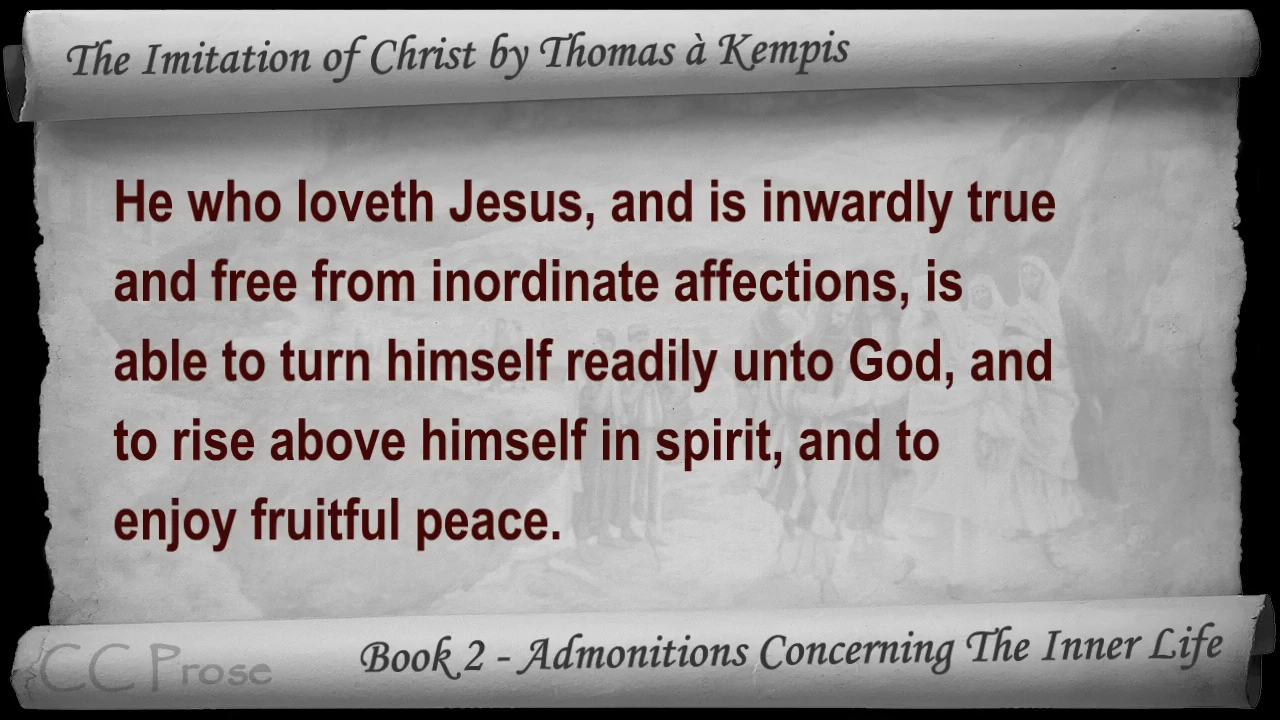 The Imitation of Christ by Thomas à Kempis
He who loveth Jesus, and is inwardly true
and free from inordinate affections, is
able to turn himself readily unto God, and
to rise above himself in spirit, and to
enjoy fruitful peace.
Book 2 - Admonitions Concerning The Inner Life
CC Prose